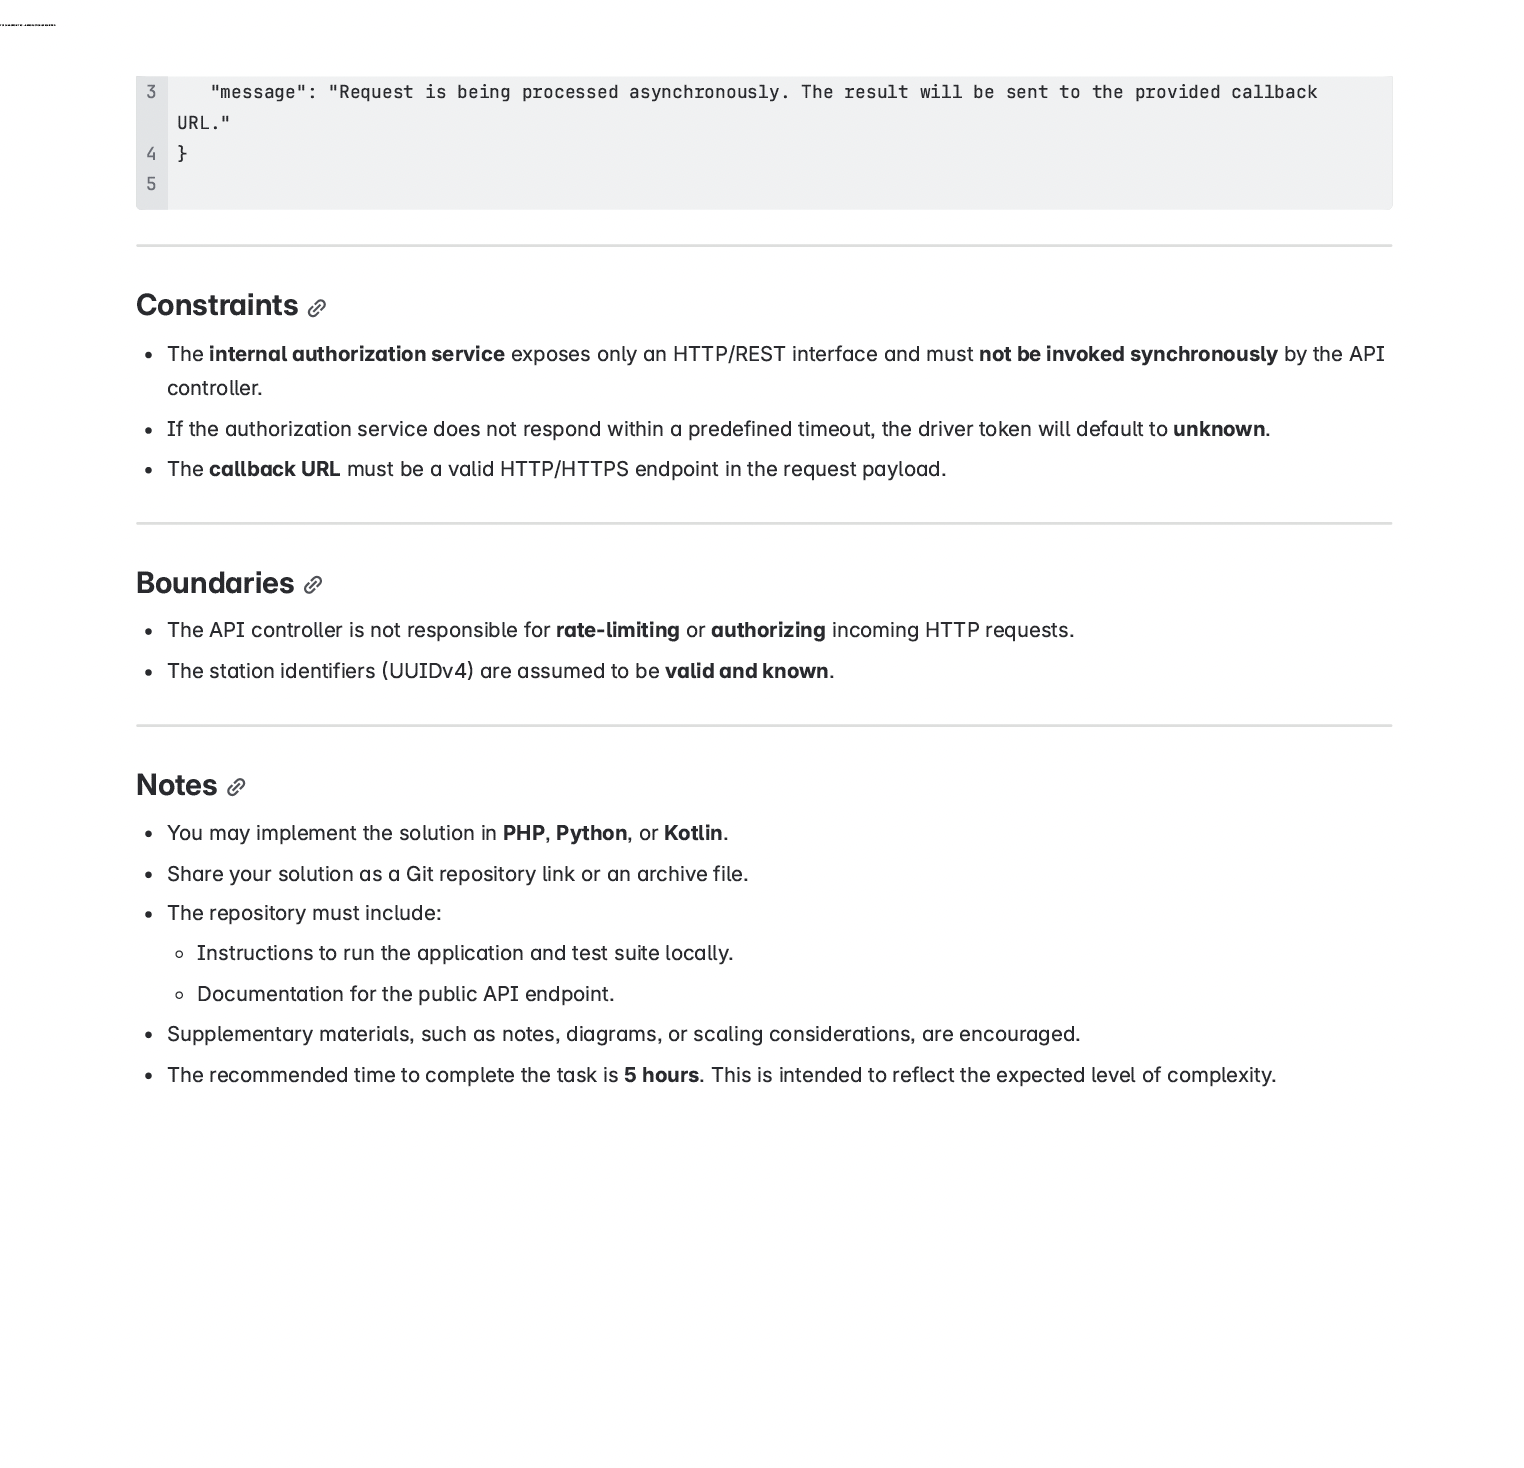 3 "message": "Request is being processed asynchronously. The result will be sent to the provided callback
URL."
4 }
5
Constraints
• The internal authorization service exposes only an HTTP/REST interface and must not be invoked synchronously by the API
controller.
• If the authorization service does not respond within a predefined timeout, the driver token will default to unknown.
• The callback URL must be a valid HTTP/HTTPS endpoint in the request payload.
Boundaries
• The API controller is not responsible for rate-limiting or authorizing incoming HTTP requests.
• The station identifiers (UUIDv4) are assumed to be valid and known.
Notes
• You may implement the solution in PHP, Python, or Kotlin.
• Share your solution as a Git repository link or an archive file.
• The repository must include:
◦ Instructions to run the application and test suite locally.
◦ Documentation for the public API endpoint.
• Supplementary materials, such as notes, diagrams, or scaling considerations, are encouraged.
• The recommended time to complete the task is 5 hours. This is intended to reflect the expected level of complexity.